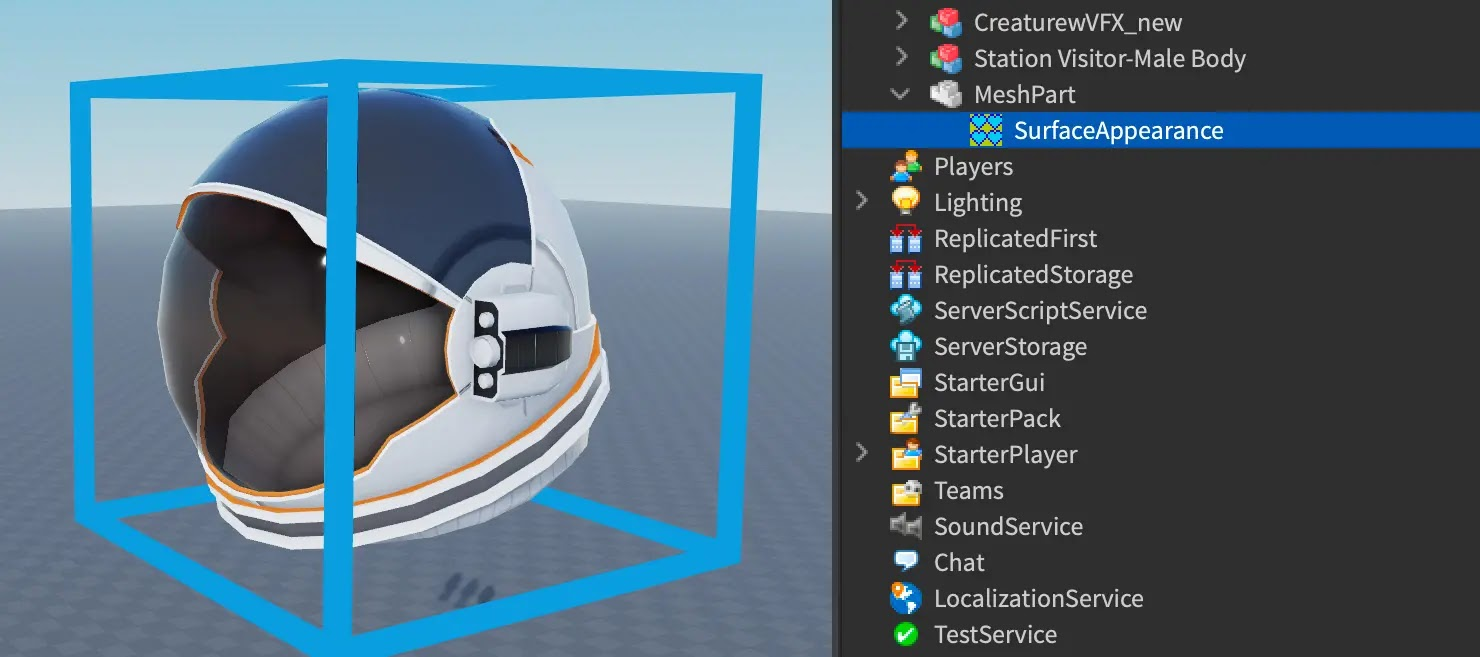 CreaturewVFX_new
Station Visitor-Male Body
MeshPart
SurfaceAppearance
Players
Lighting
ReplicatedFirst
ReplicatedStorage
ServerScriptService
ServerStorage
StarterGui
StarterPack
StarterPlayer
Teams
SoundService
Chat
LocalizationService
TestService